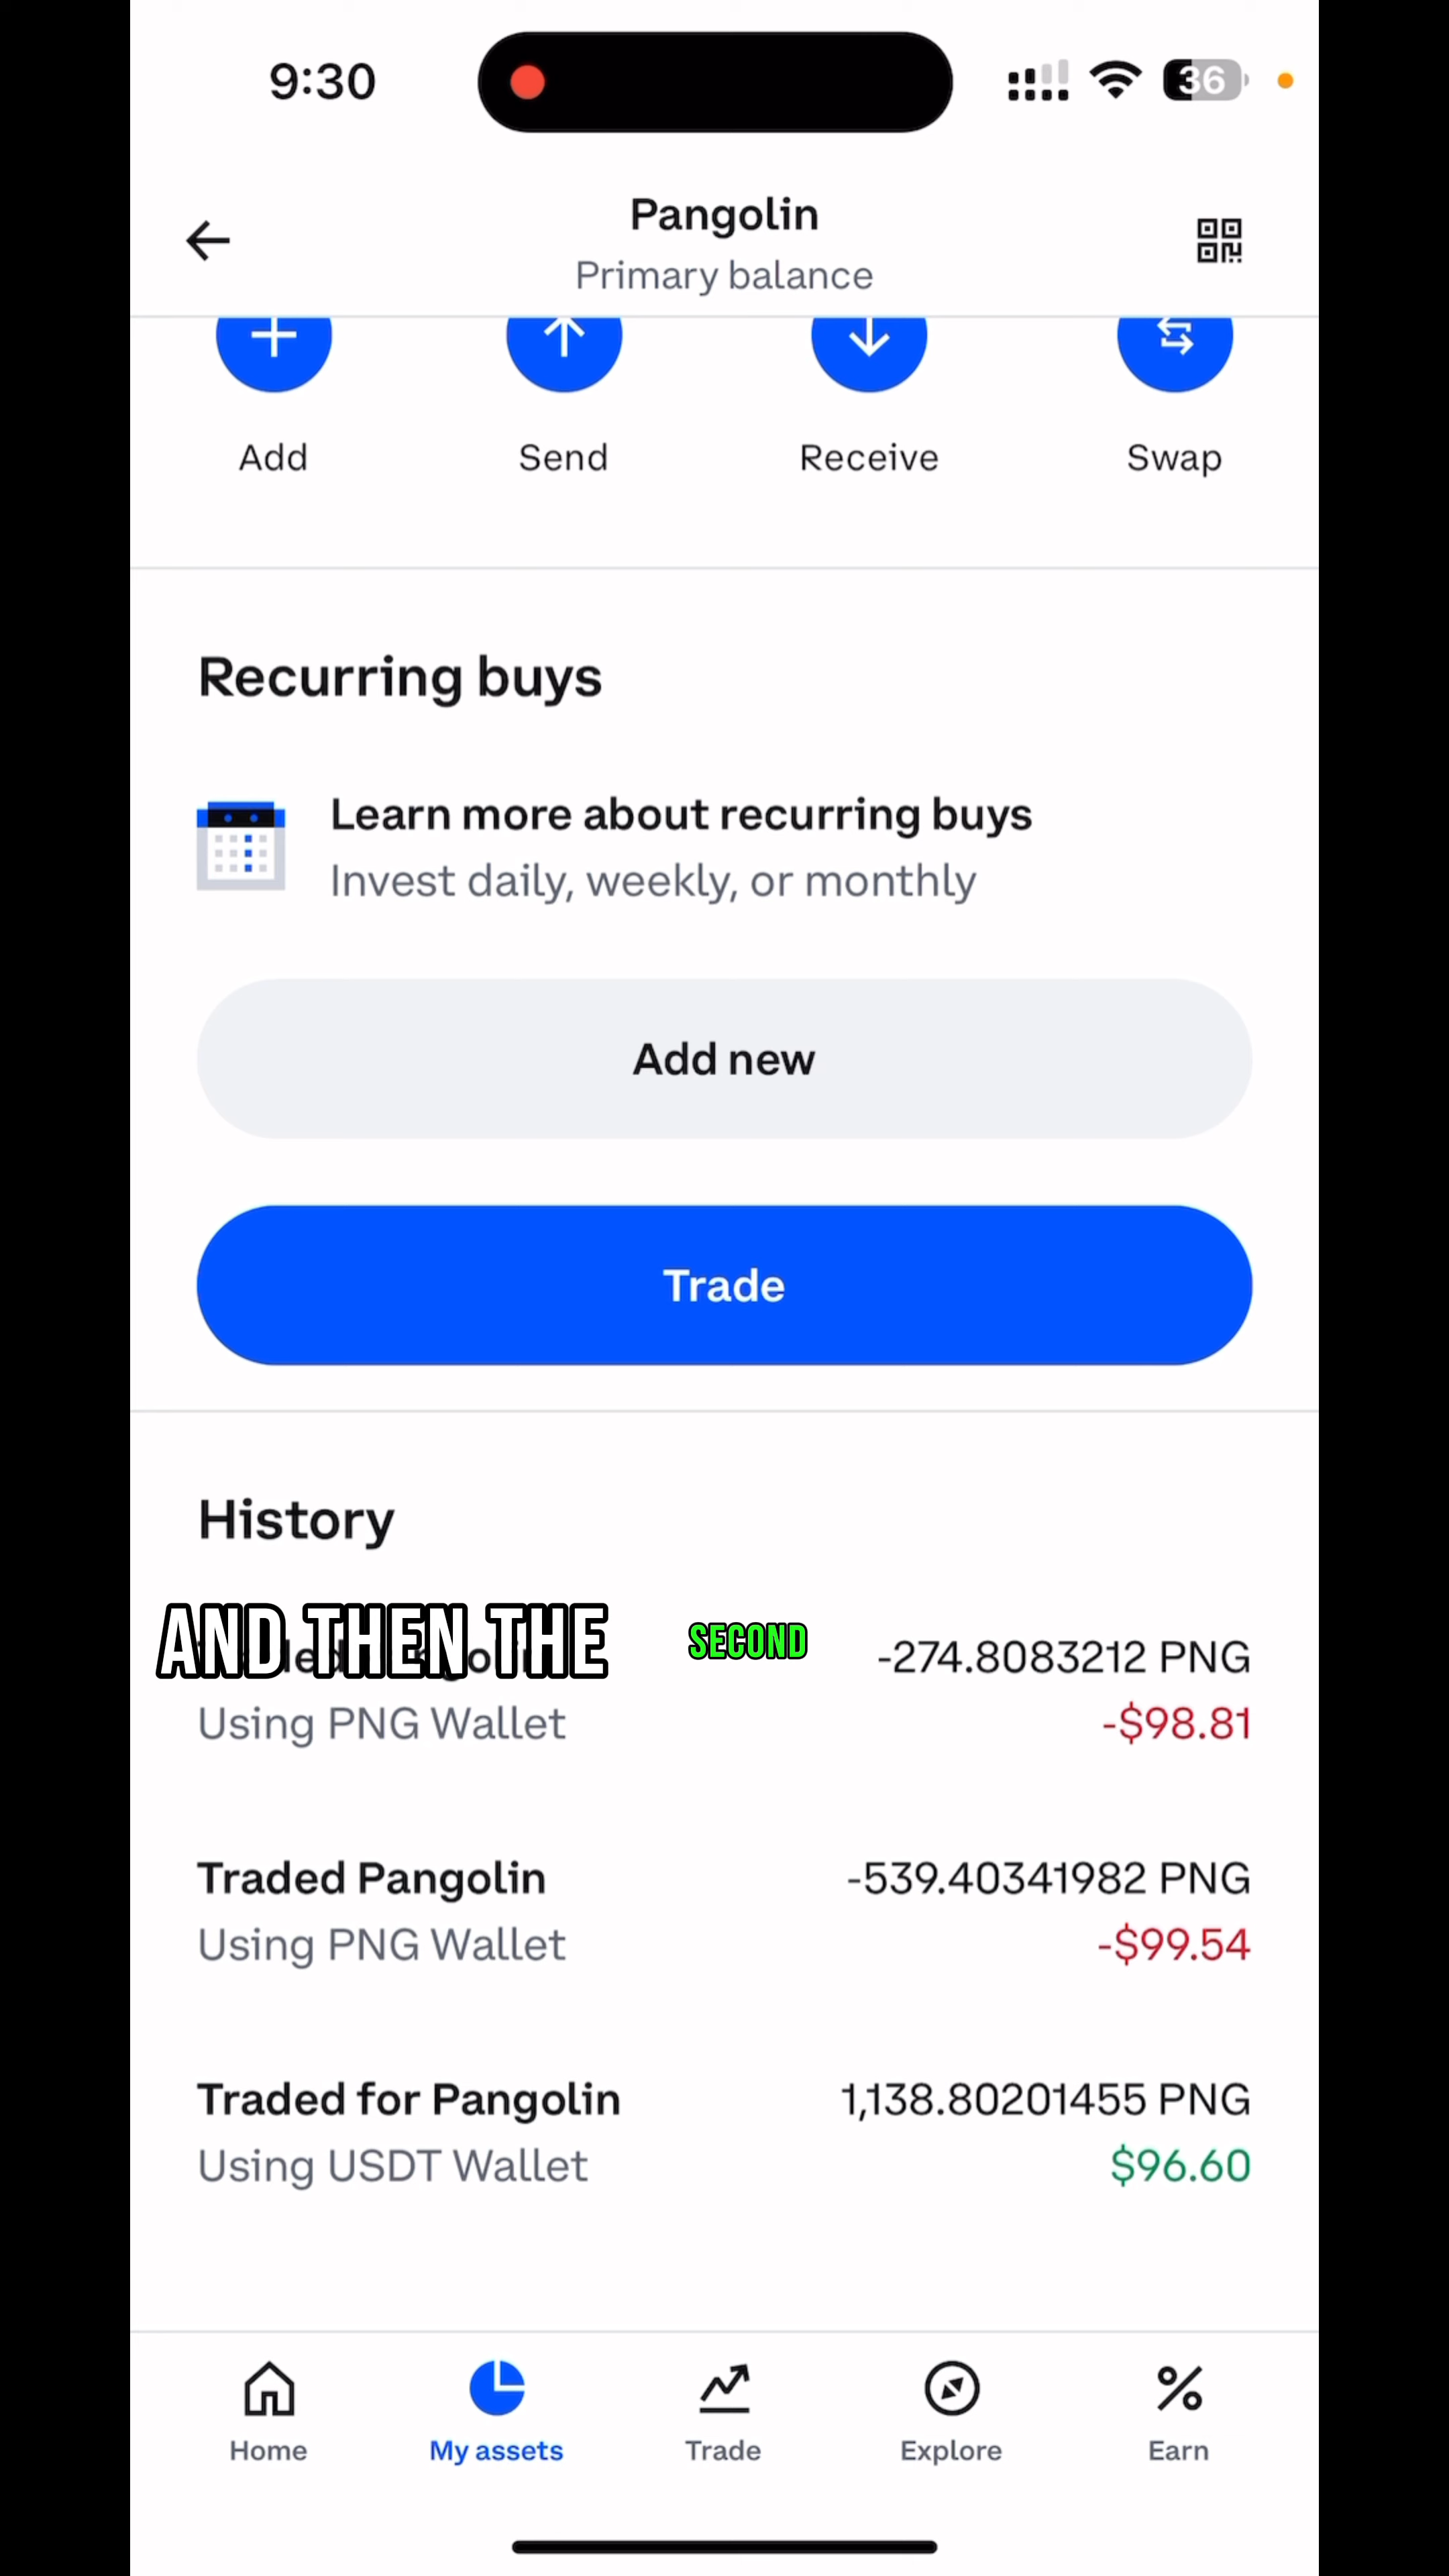 9:30
36
Pangolin
Primary balance
Add Send Receive Swap
Recurring buys
Learn more about recurring buys
Invest daily, weekly, or monthly
Add new
Trade
History
AND THEN THE SECOND
-274.8083212 PNG
Using PNG Wallet -$98.81
Traded Pangolin -539.40341982 PNG
Using PNG Wallet -$99.54
Traded for Pangolin 1,138.80201455 PNG
Using USDT Wallet $96.60
Home My assets Trade Explore Earn